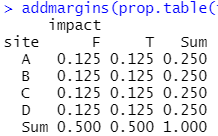 > addmargins(prop.table(
impact
site F T Sum
A 0.125 0.125 0.250
B 0.125 0.125 0.250
C 0.125 0.125 0.250
D 0.125 0.125 0.250
Sum 0.500 0.500 1.000